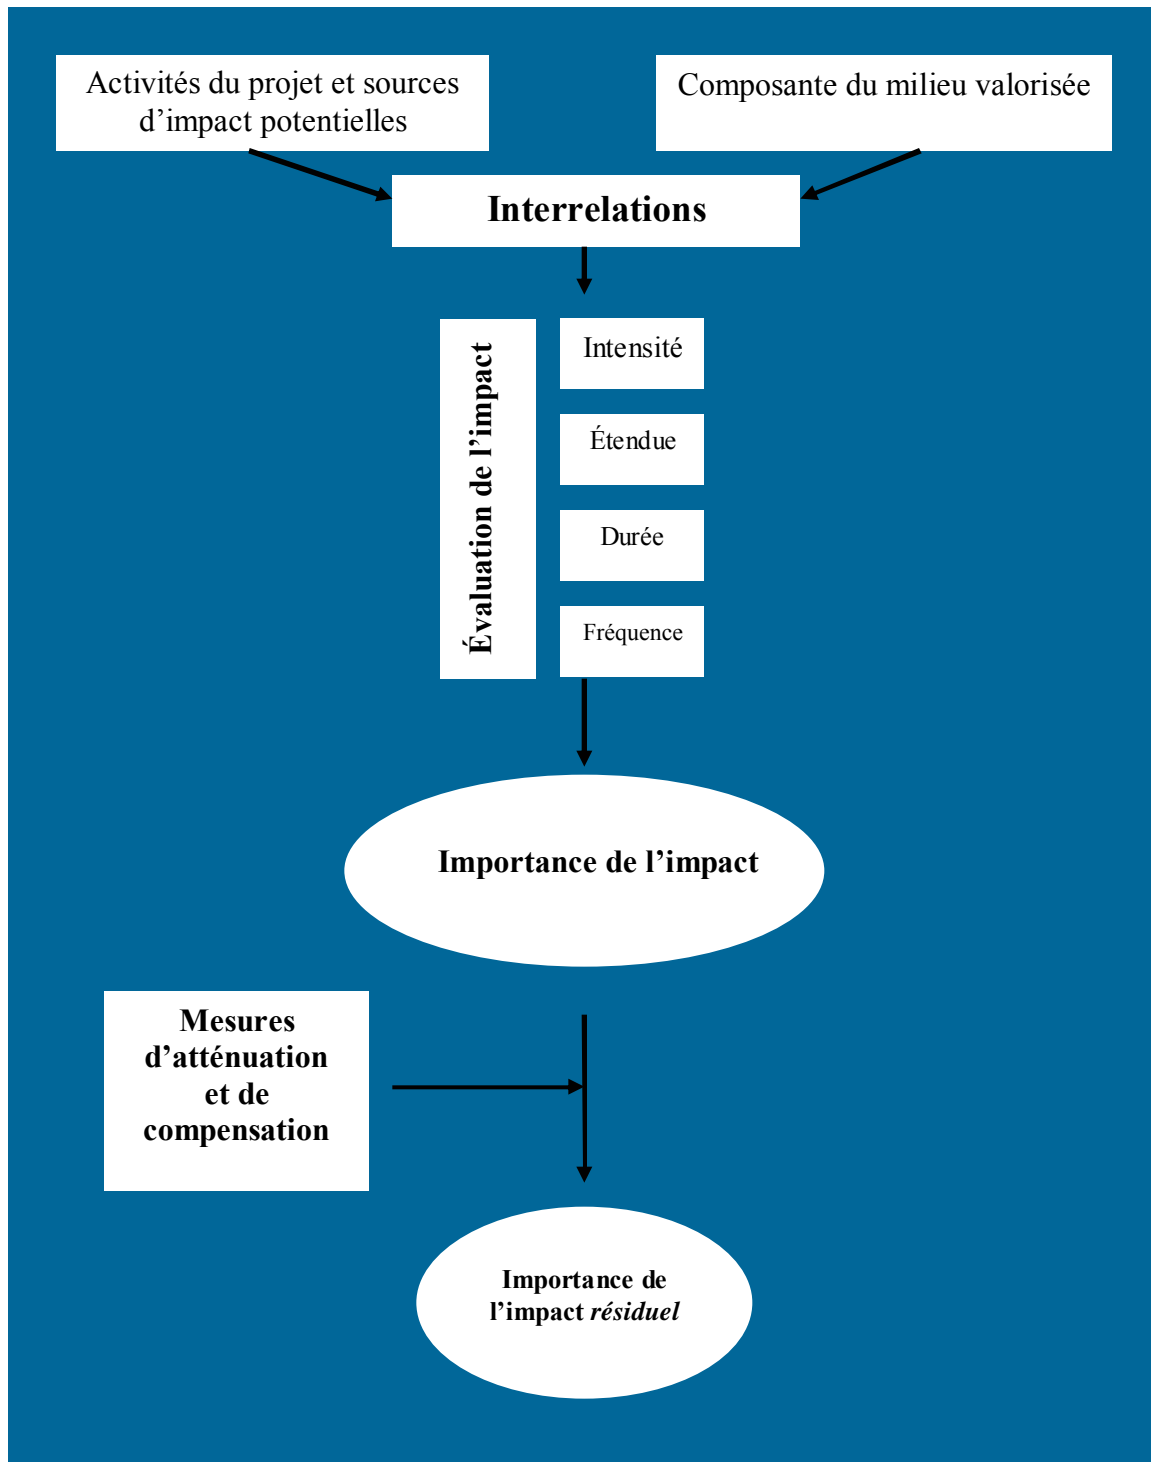 Activités du projet et sources
d’impact potentielles
Composante du milieu valorisée
Interrelations
Évaluation de l’impact
Intensité
Étendue
Durée
Fréquence
Importance de l’impact
Mesures
d’atténuation
et de
compensation
Importance de
l’impact résiduel